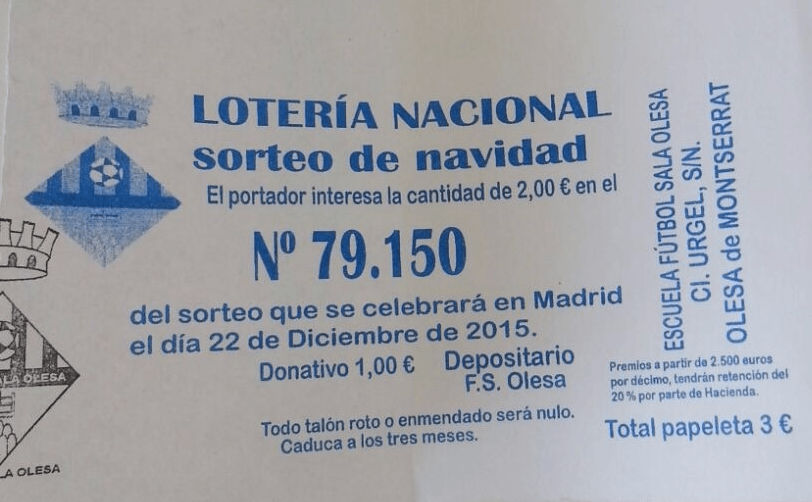 LOTERÍA NACIONAL
sorteo de navidad
El portador interesa la cantidad de 2,00 € en el
Nº 79.150
del sorteo que se celebrará en Madrid
el día 22 de Diciembre de 2015.
Donativo 1,00 €
Depositario
F.S. Olesa
Todo talón roto o enmendado será nulo.
Caduca a los tres meses.
ESCUELA FÚTBOL SALA OLESA
Cl. URGEL, S/N.
OLESA de MONTSERRAT
Premios a partir de 2.500 euros
por décimo, tendrán retención del
20 % por parte de Hacienda.
Total papeleta 3 €
ALA OLESA
LA OLESA